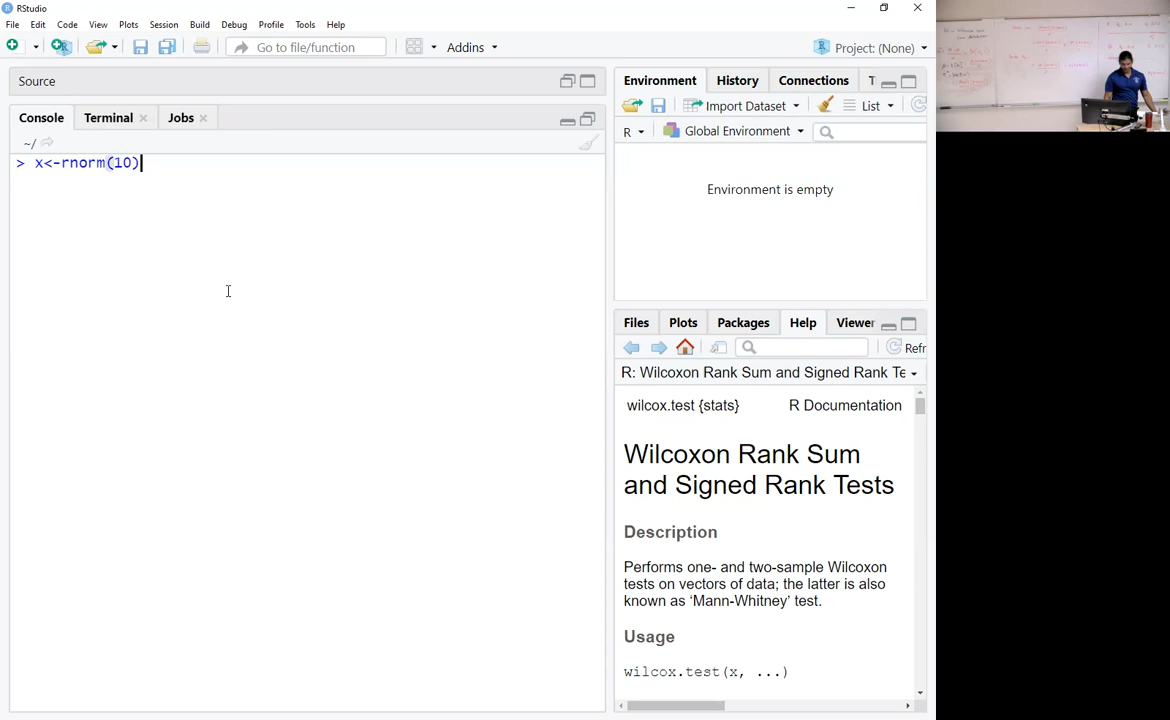 RStudio
File Edit Code View Plots Session Build Debug Profile Tools Help
Go to file/function Addins Project: (None)
Source
Console Terminal Jobs
~/
> x<-rnorm(10)
Environment History Connections T
Import Dataset List
R Global Environment
Environment is empty
Files Plots Packages Help Viewer
Refr
R: Wilcoxon Rank Sum and Signed Rank Te
wilcox.test {stats} R Documentation
Wilcoxon Rank Sum
and Signed Rank Tests
Description
Performs one- and two-sample Wilcoxon
tests on vectors of data; the latter is also
known as ‘Mann-Whitney’ test.
Usage
wilcox.test(x, ...)